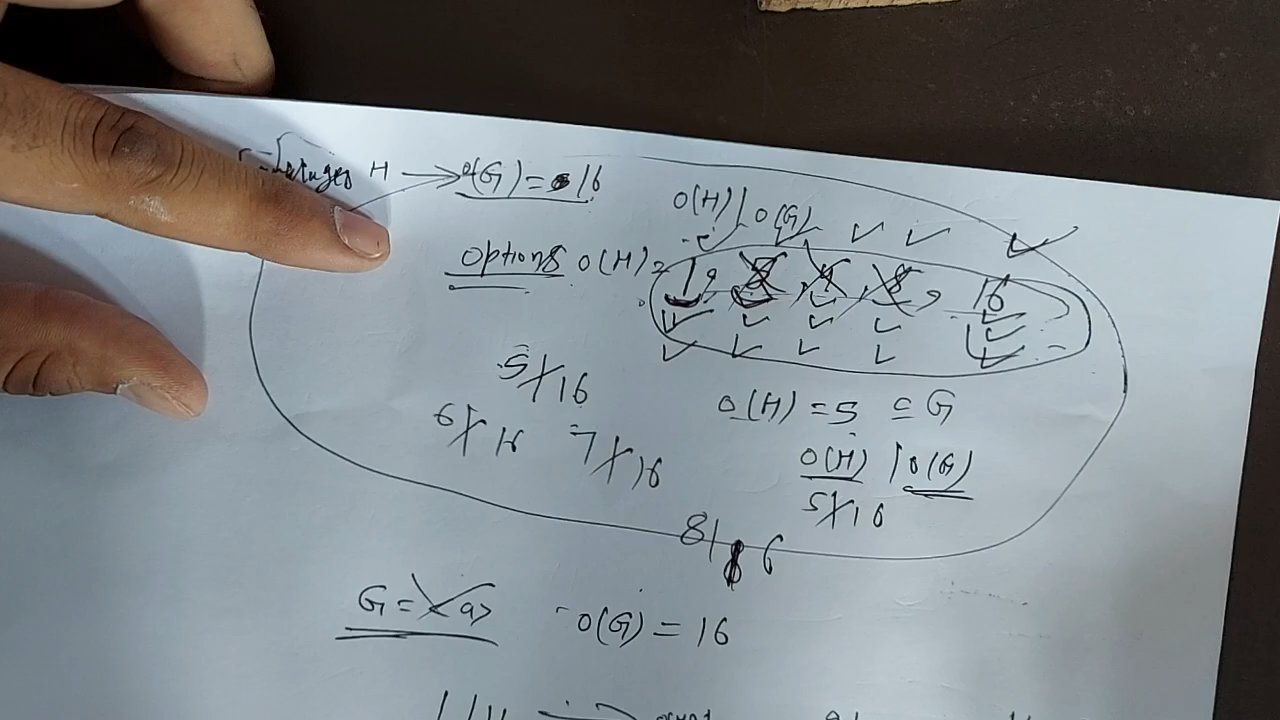 H → o(G) = 16
O(H) | O(G)
Options O(H) = 1, 2, 4, 8, 16
5∤16
O(H) = 5 ⊆ G
6∤16 7∤16
O(H) | O(G)
5∤16
8|16
G = <a> O(G) = 16